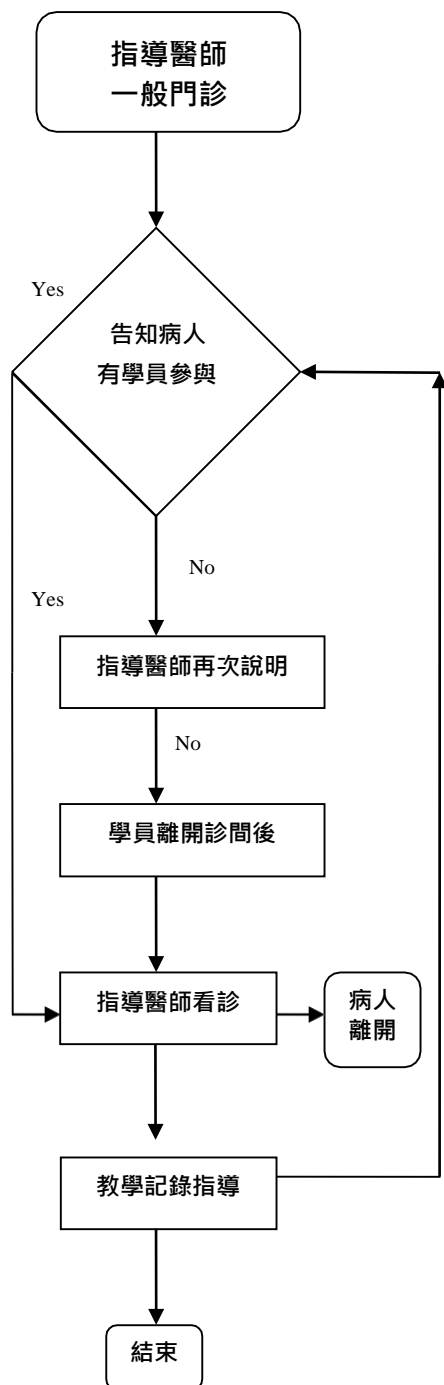 指導醫師
一般門診
Yes
告知病人
有學員參與
No
Yes
指導醫師再次說明
No
學員離開診間後
指導醫師看診
病人
離開
教學記錄指導
結束